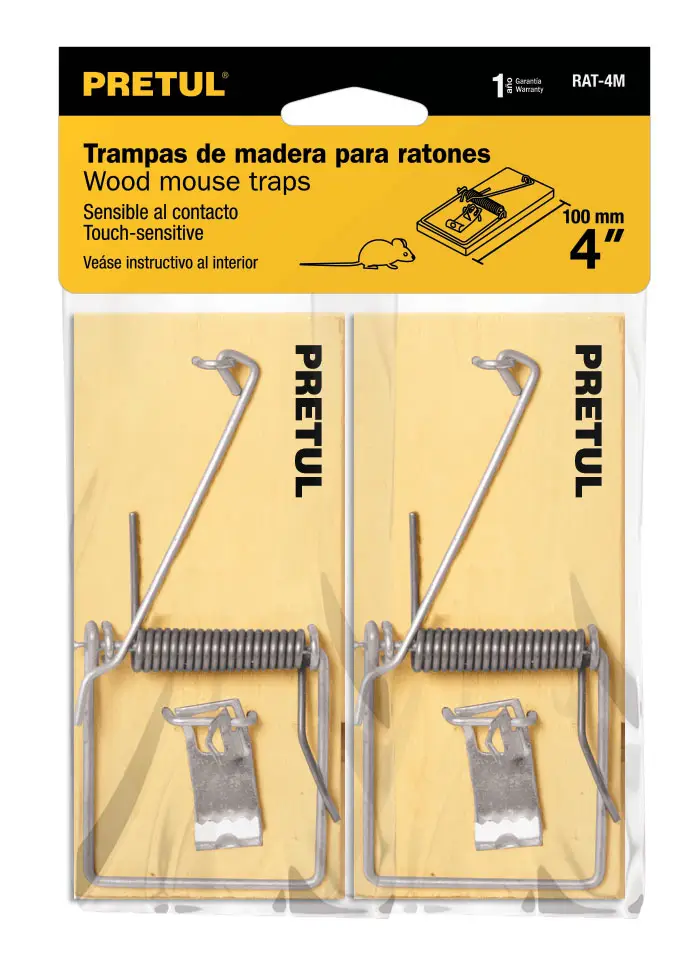 PRETUL®
1 año Garantía
Warranty
RAT-4M
Trampas de madera para ratones
Wood mouse traps
Sensible al contacto
Touch-sensitive
Veáse instructivo al interior
100 mm
4”
PRETUL
PRETUL